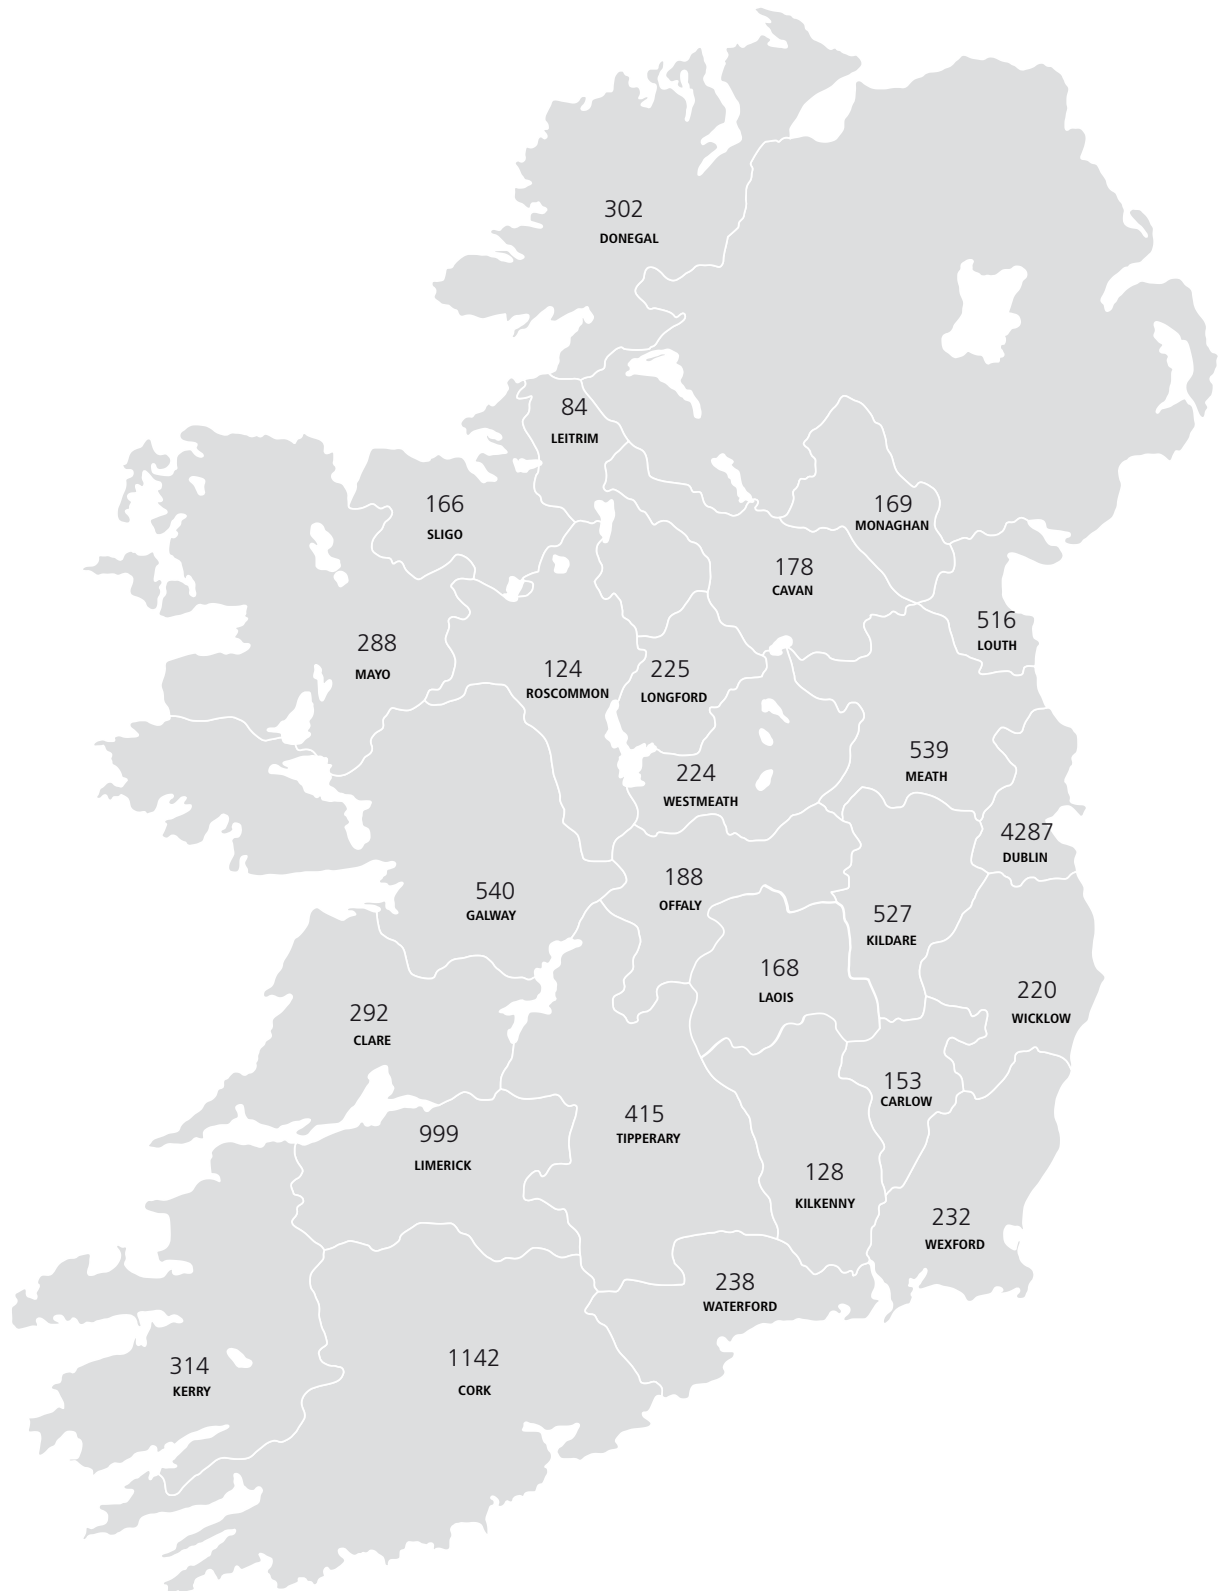 302
DONEGAL
84
LEITRIM
166
SLIGO
169
MONAGHAN
178
CAVAN
516
LOUTH
288
MAYO
124
ROSCOMMON
225
LONGFORD
539
MEATH
224
WESTMEATH
4287
DUBLIN
540
GALWAY
188
OFFALY
527
KILDARE
168
LAOIS
220
WICKLOW
292
CLARE
153
CARLOW
999
LIMERICK
415
TIPPERARY
128
KILKENNY
232
WEXFORD
238
WATERFORD
314
KERRY
1142
CORK